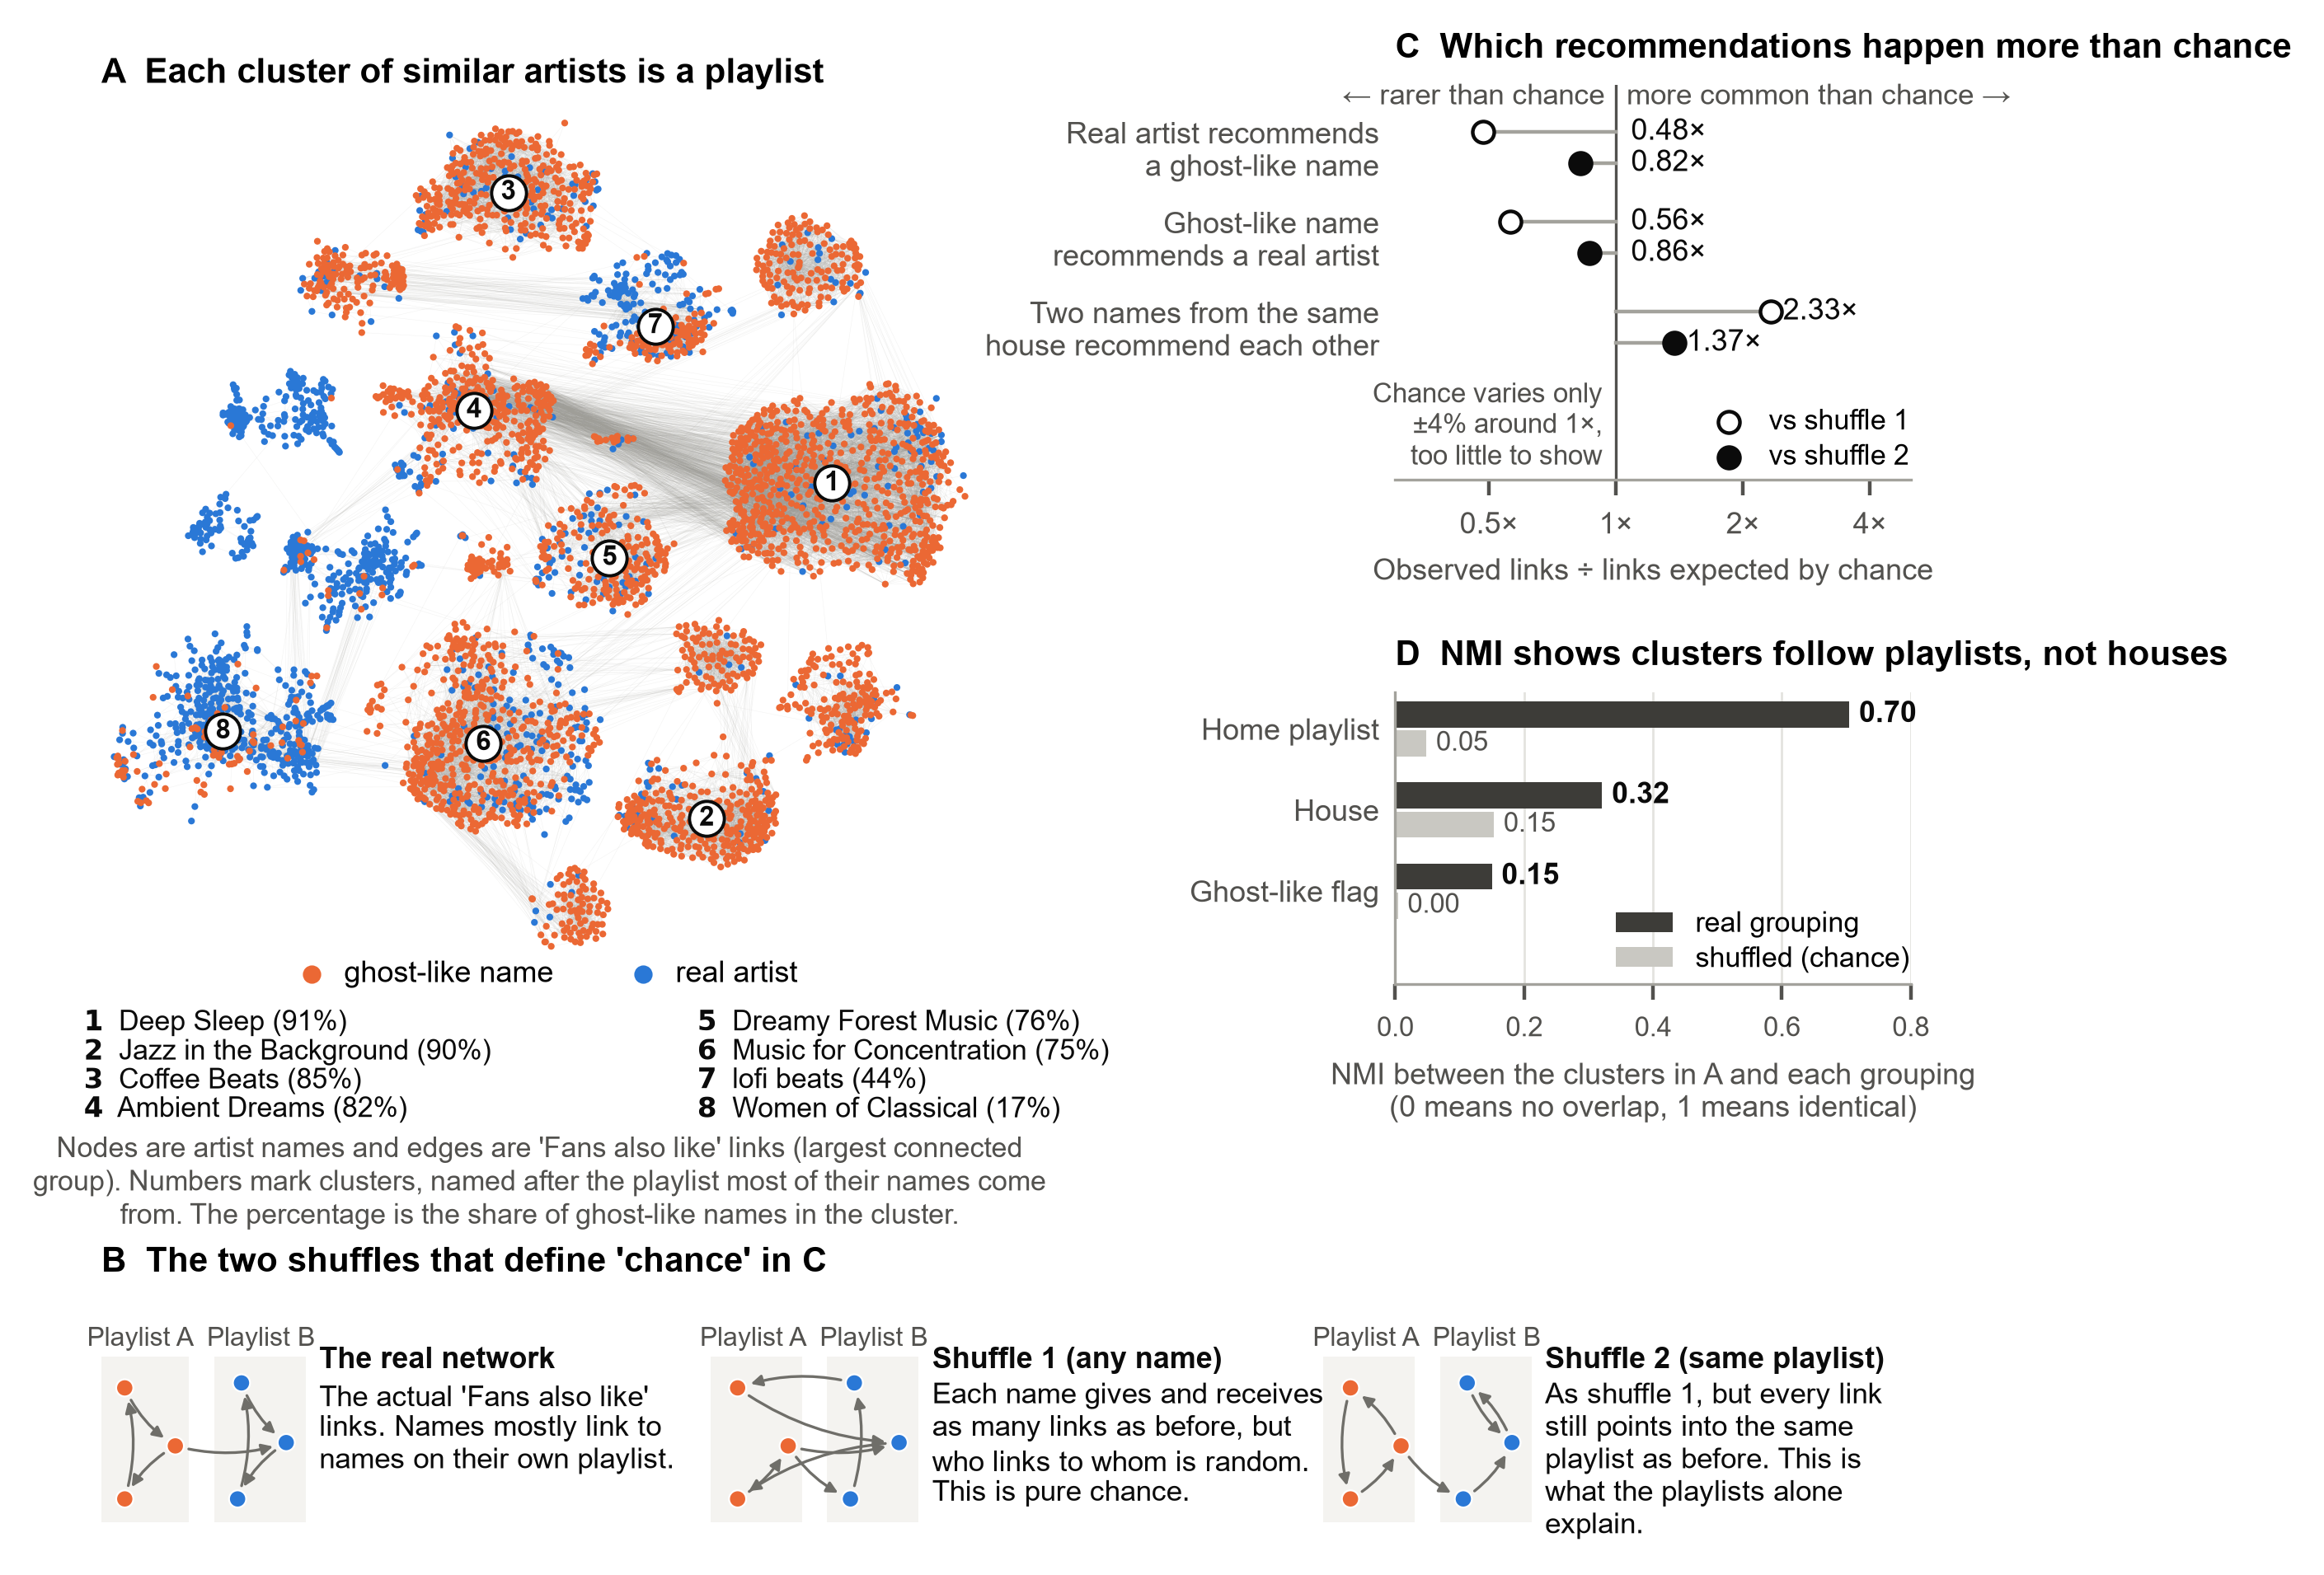 A Each cluster of similar artists is a playlist
3
7
4
1
5
8
6
2
ghost-like name
real artist
1 Deep Sleep (91%)
2 Jazz in the Background (90%)
3 Coffee Beats (85%)
4 Ambient Dreams (82%)
5 Dreamy Forest Music (76%)
6 Music for Concentration (75%)
7 lofi beats (44%)
8 Women of Classical (17%)
Nodes are artist names and edges are 'Fans also like' links (largest connected
group). Numbers mark clusters, named after the playlist most of their names come
from. The percentage is the share of ghost-like names in the cluster.
B The two shuffles that define 'chance' in C
Playlist A Playlist B
The real network
The actual 'Fans also like'
links. Names mostly link to
names on their own playlist.
Playlist A Playlist B
Shuffle 1 (any name)
Each name gives and receives
as many links as before, but
who links to whom is random.
This is pure chance.
Playlist A Playlist B
Shuffle 2 (same playlist)
As shuffle 1, but every link
still points into the same
playlist as before. This is
what the playlists alone
explain.
C Which recommendations happen more than chance
← rarer than chance
more common than chance →
Real artist recommends
a ghost-like name
0.48×
0.82×
Ghost-like name
recommends a real artist
0.56×
0.86×
Two names from the same
house recommend each other
2.33×
1.37×
Chance varies only
±4% around 1×,
too little to show
vs shuffle 1
vs shuffle 2
0.5× 1× 2× 4×
Observed links ÷ links expected by chance
D NMI shows clusters follow playlists, not houses
Home playlist
0.70
0.05
House
0.32
0.15
Ghost-like flag
0.15
0.00
real grouping
shuffled (chance)
0.0 0.2 0.4 0.6 0.8
NMI between the clusters in A and each grouping
(0 means no overlap, 1 means identical)